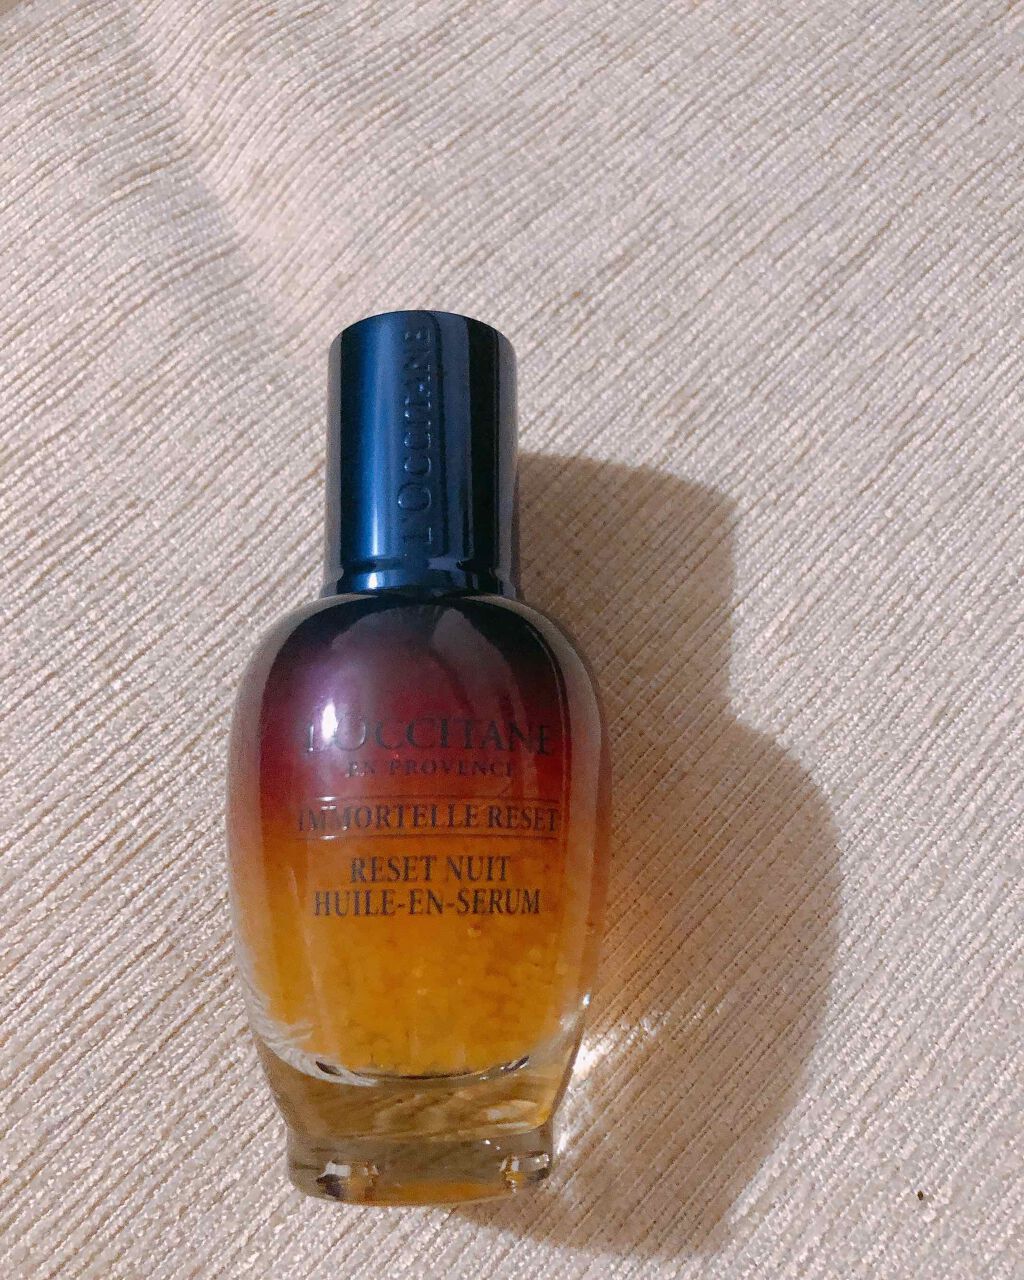 L'OCCITANE
L'OCCITANE
EN PROVENCE
IMMORTELLE RESET
RESET NUIT
HUILE-EN-SERUM